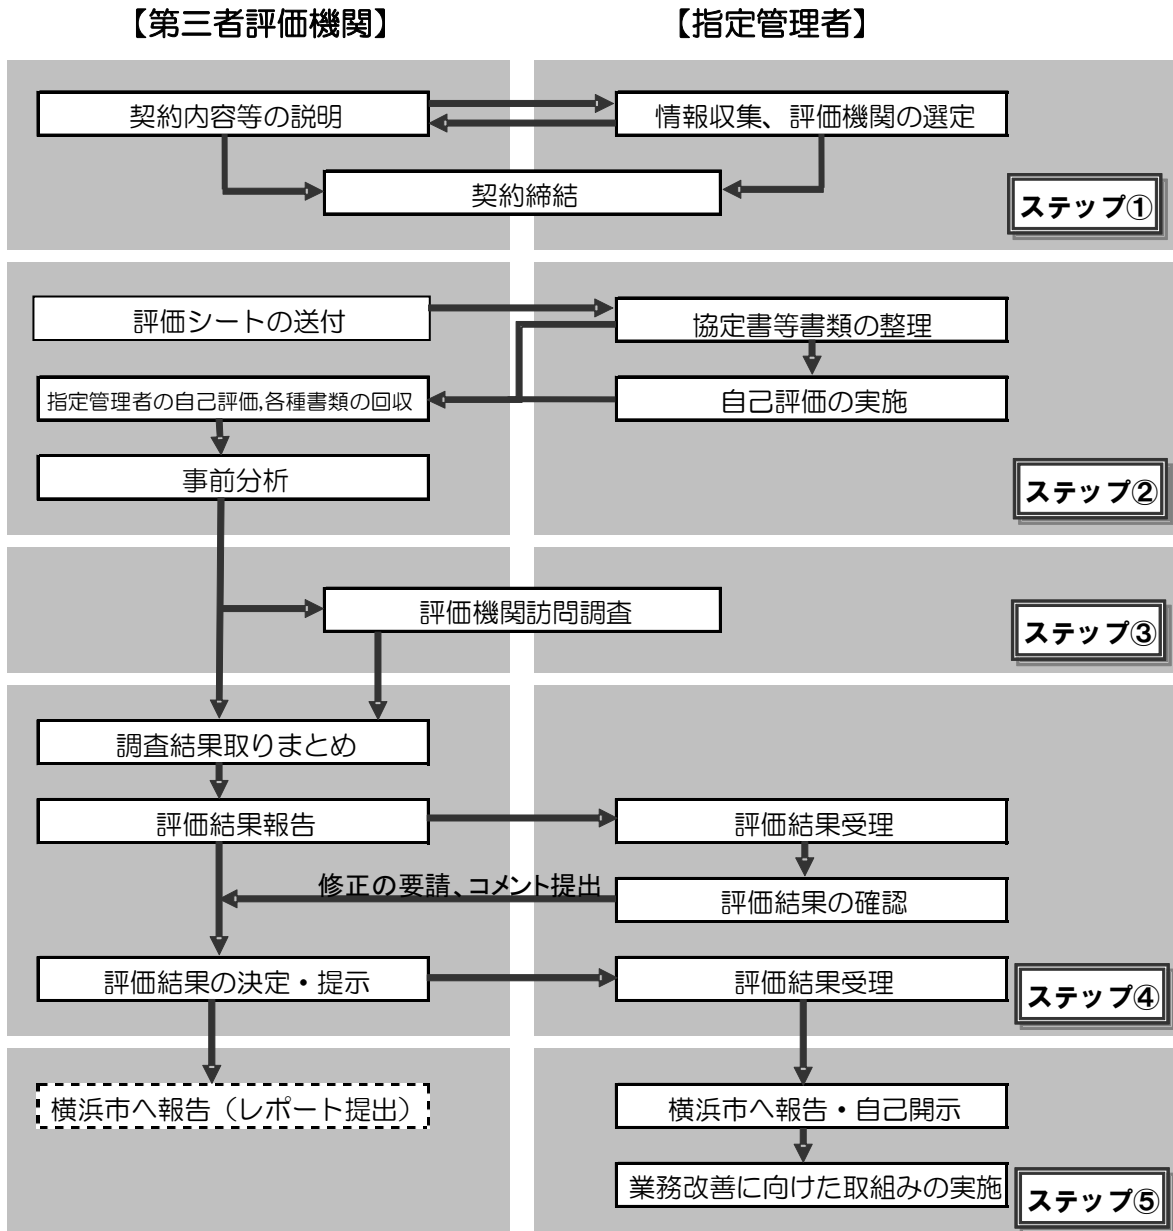 【第三者評価機関】
【指定管理者】
契約内容等の説明
情報収集、評価機関の選定
契約締結
ステップ①
評価シートの送付
協定書等書類の整理
指定管理者の自己評価,各種書類の回収
自己評価の実施
事前分析
ステップ②
評価機関訪問調査
ステップ③
調査結果取りまとめ
評価結果報告
評価結果受理
修正の要請、コメント提出
評価結果の確認
評価結果の決定・提示
評価結果受理
ステップ④
横浜市へ報告（レポート提出）
横浜市へ報告・自己開示
業務改善に向けた取組みの実施
ステップ⑤